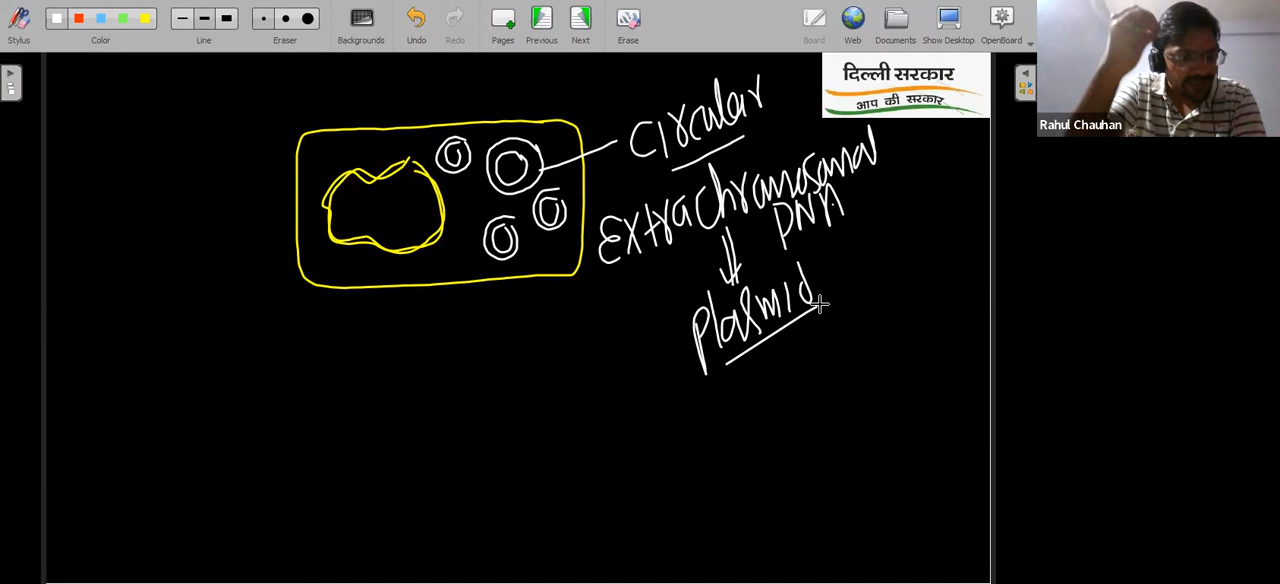 Stylus
Color
Line
Eraser
Backgrounds
Undo
Redo
Pages
Previous
Next
Erase
Board
Web
Documents
Show Desktop
OpenBoard
दिल्ली सरकार
आप की सरकार
Rahul Chauhan
Circular
Extrachromosomal
DNA
Plasmid